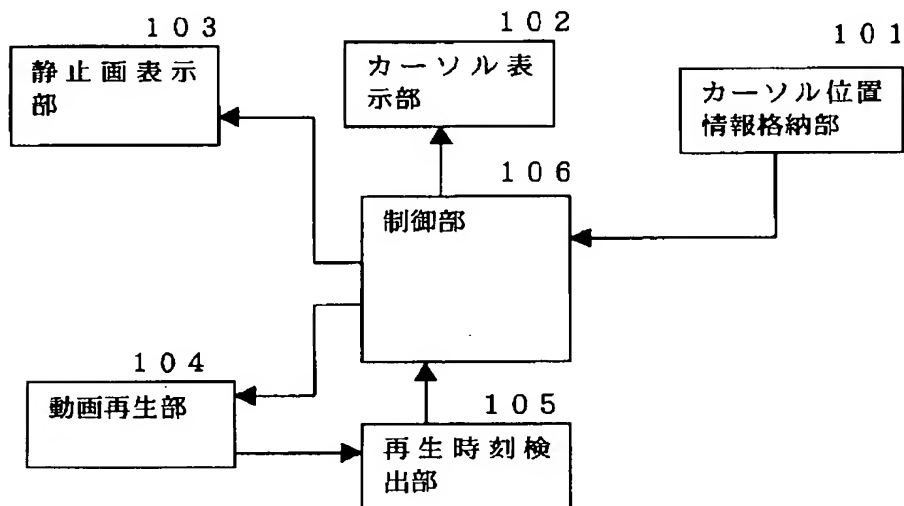 103
静止画表示
部
102
カーソル表
示部
101
カーソル位置
情報格納部
106
制御部
104
動画再生部
105
再生時刻検
出部